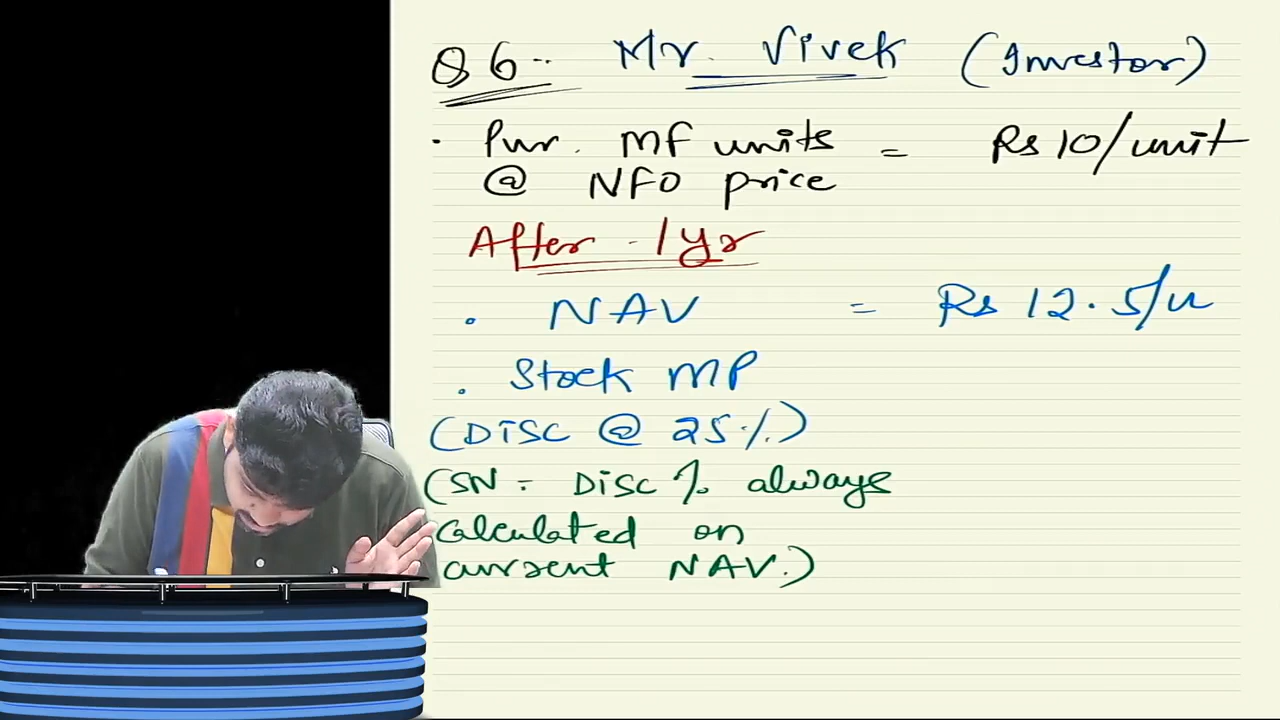 Q6.. Mr. Vivek (Investor)
• Pur. MF units = Rs 10/unit
@ NFO price
After - 1yr
• NAV = Rs 12.5/u
• Stock MP
(DISC @ 25%)
(SN = DISC % always
calculated on
current NAV.)